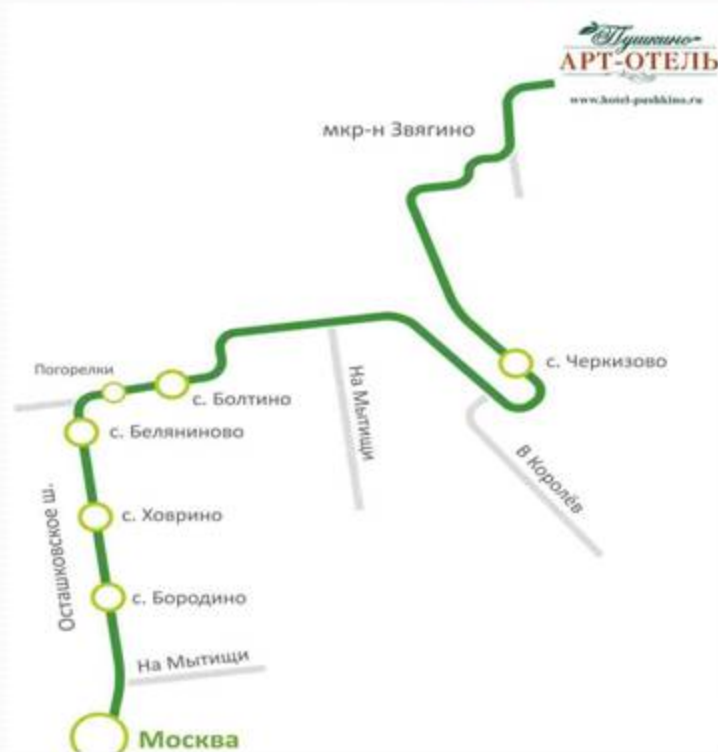 Пушкино
АРТ-ОТЕЛЬ
www.hotel-pushkino.ru
мкр-н Звягино
с. Черкизово
Погорелки
с. Болтино
На Мытищи
с. Беляниново
В Королёв
Осташковское ш.
с. Ховрино
с. Бородино
На Мытищи
Москва